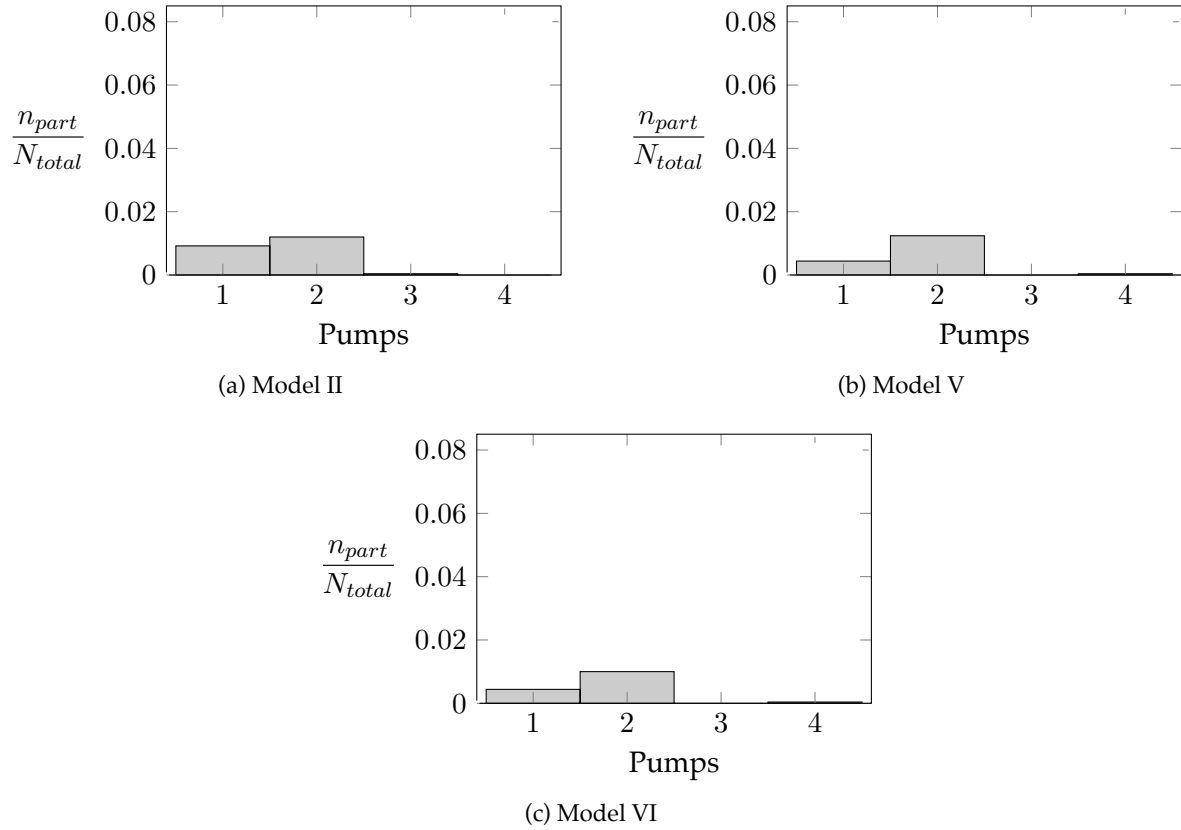 0.08
0.06
0.04
0.02
0
n_part
N_total
1 2 3 4
Pumps
(a) Model II
0.08
0.06
0.04
0.02
0
n_part
N_total
1 2 3 4
Pumps
(b) Model V
0.08
0.06
0.04
0.02
0
n_part
N_total
1 2 3 4
Pumps
(c) Model VI